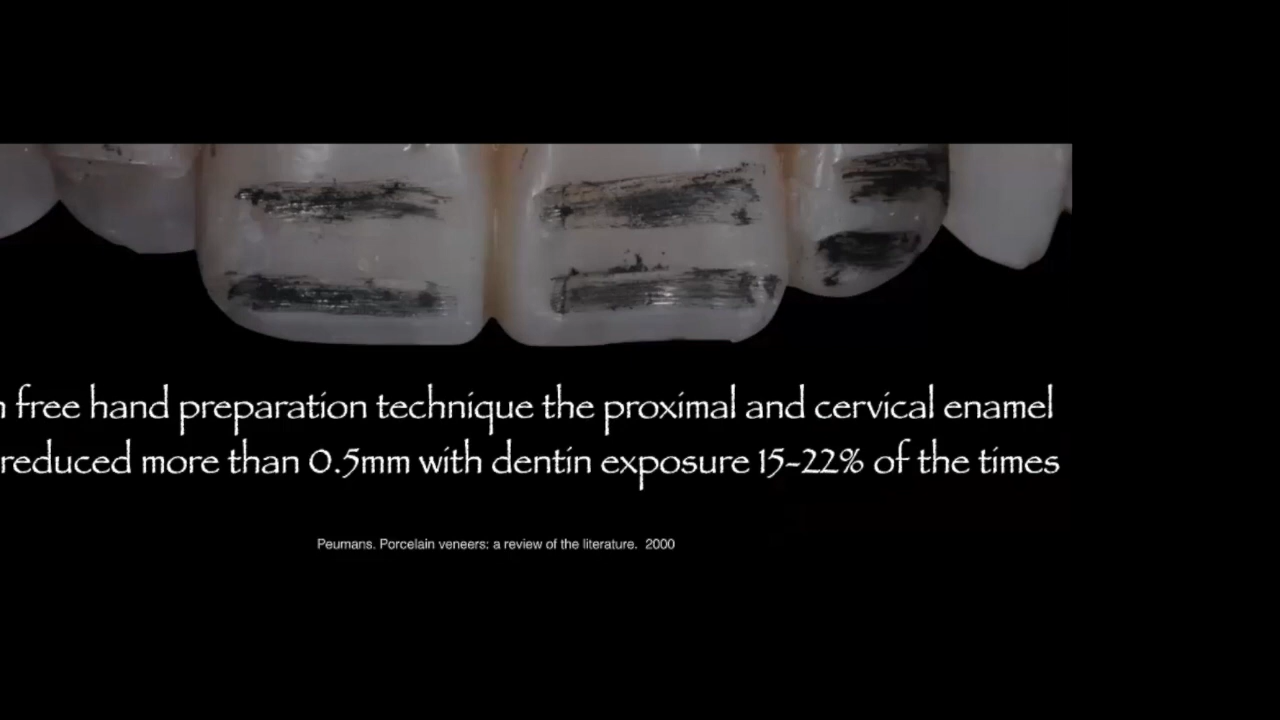 free hand preparation technique the proximal and cervical enamel
reduced more than 0.5mm with dentin exposure 15-22% of the times
Peumans. Porcelain veneers: a review of the literature. 2000